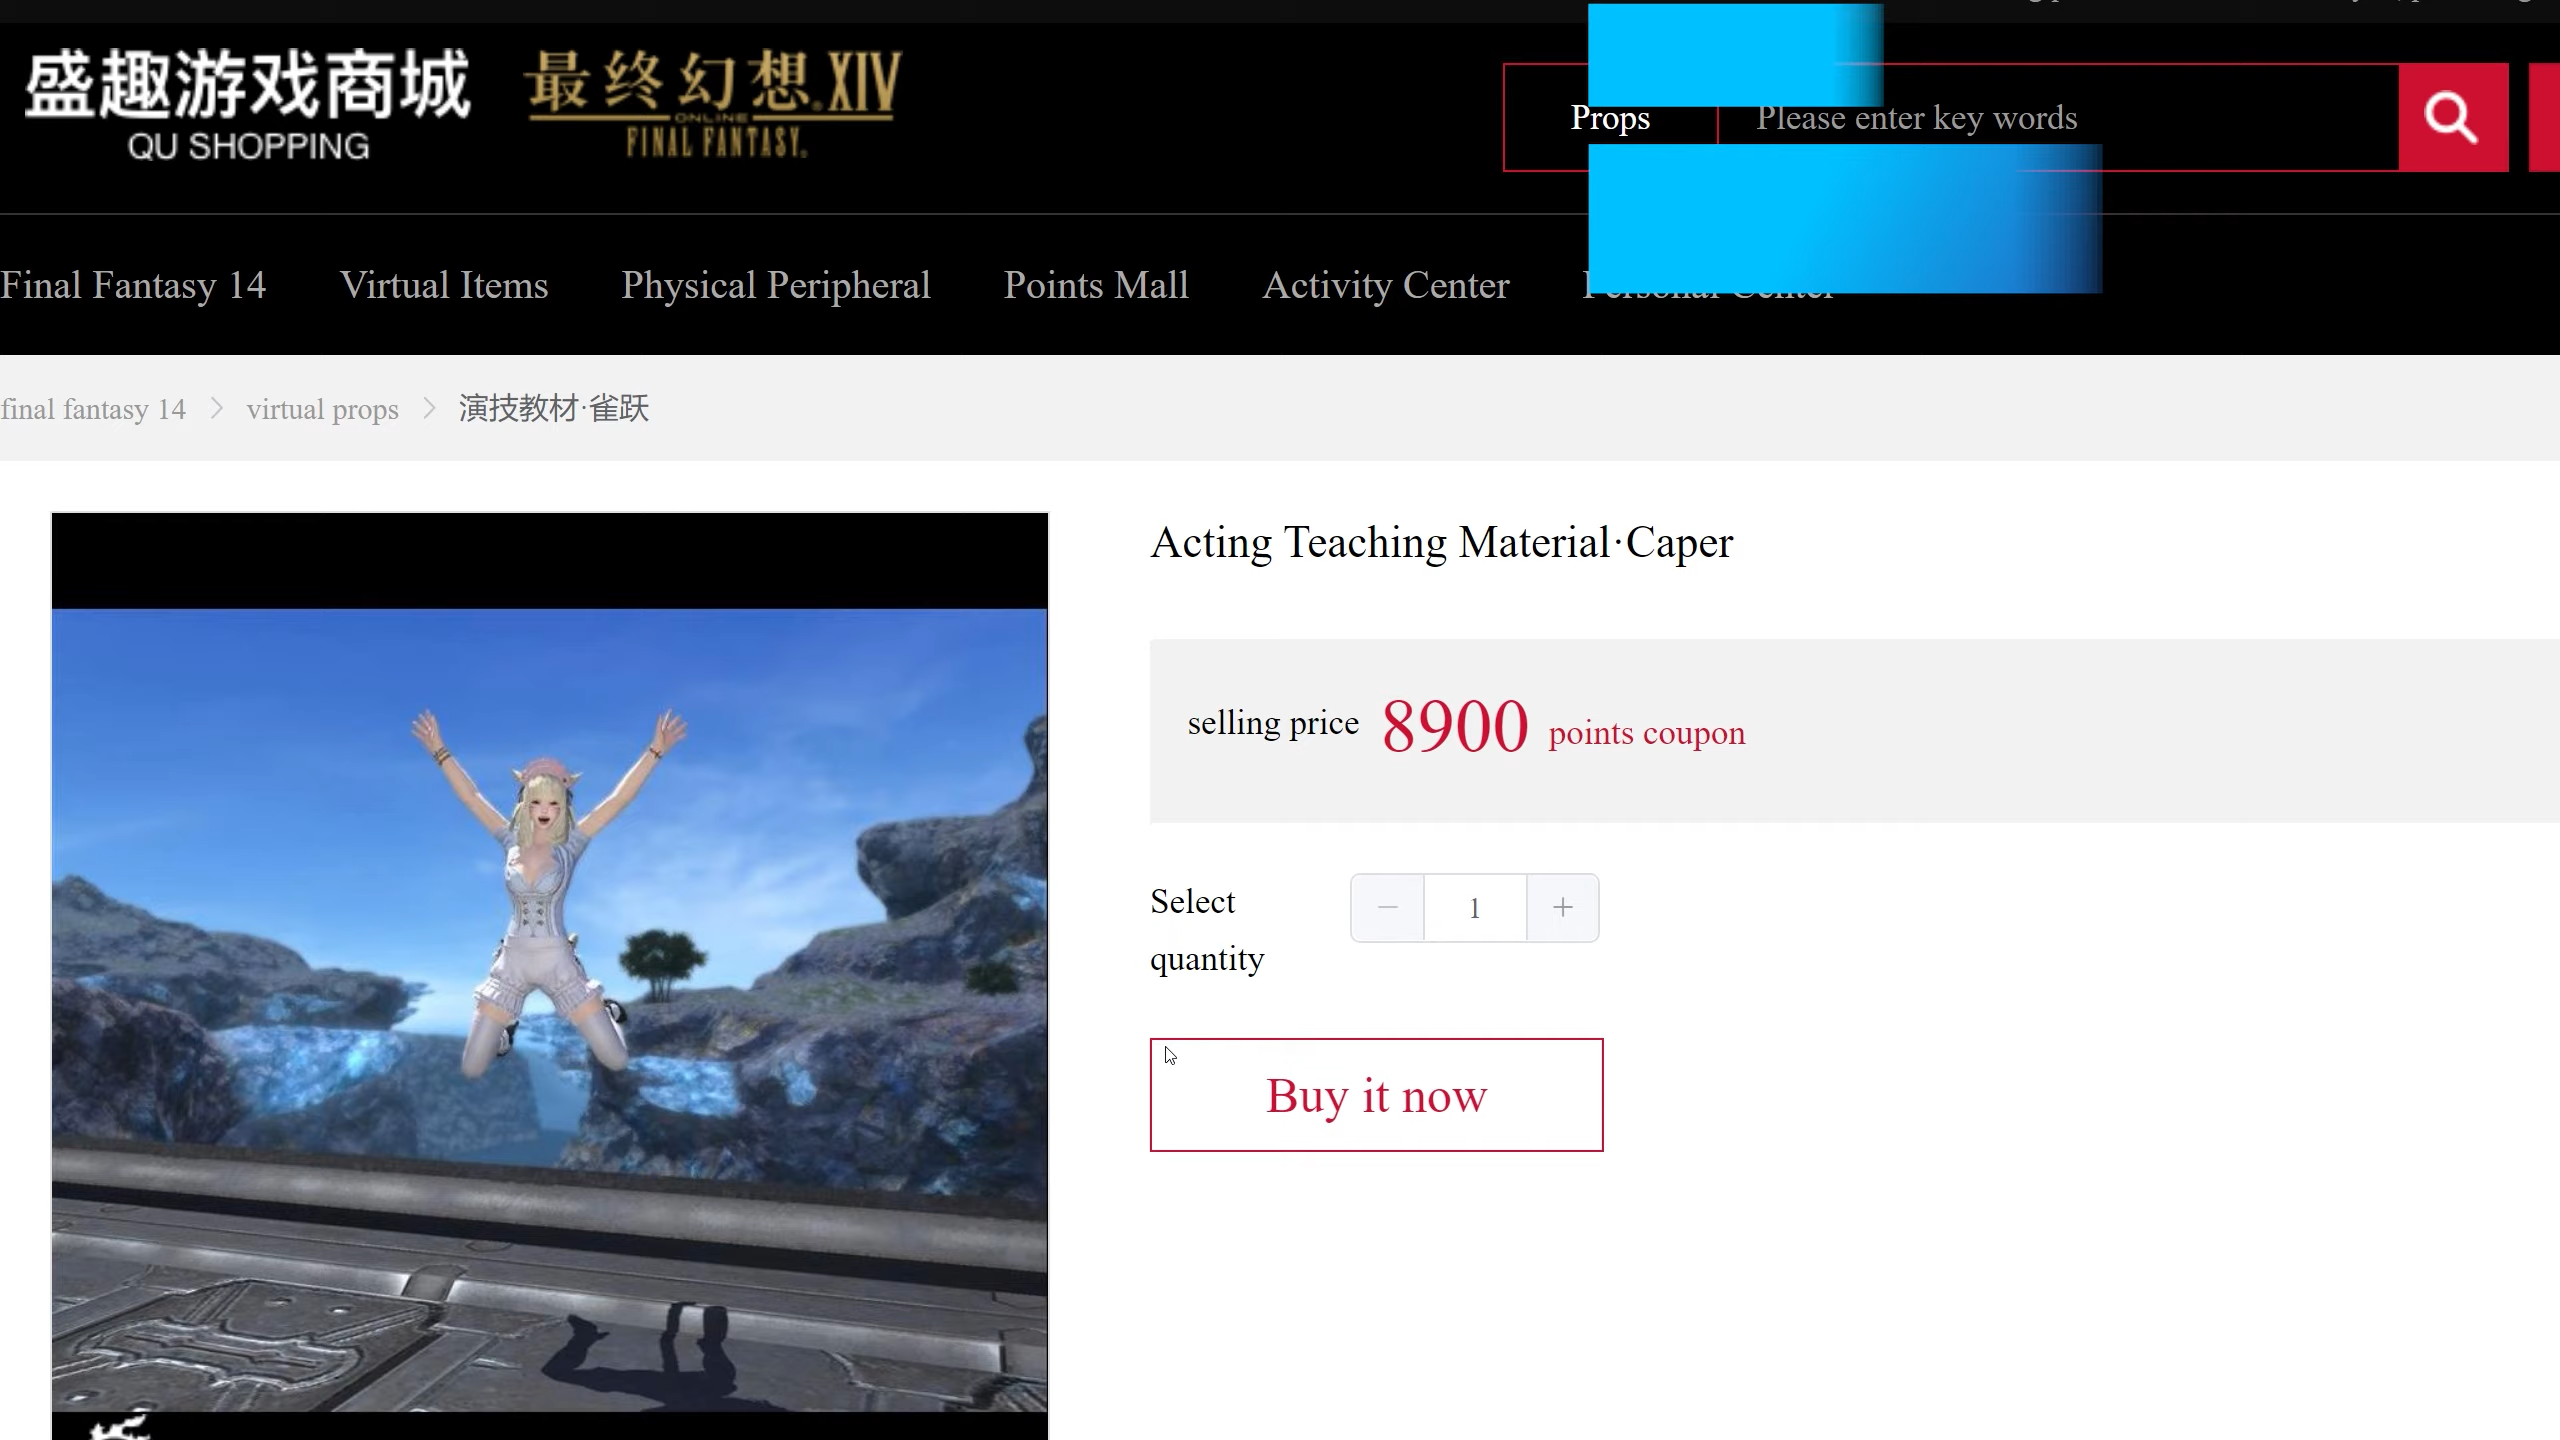 盛趣游戏商城
QU SHOPPING
最终幻想XIV
ONLINE
FINAL FANTASY
Props
Please enter key words
Final Fantasy 14
Virtual Items
Physical Peripheral
Points Mall
Activity Center
final fantasy 14
virtual props
演技教材·雀跃
Acting Teaching Material·Caper
selling price 8900 points coupon
Select
quantity
1
Buy it now